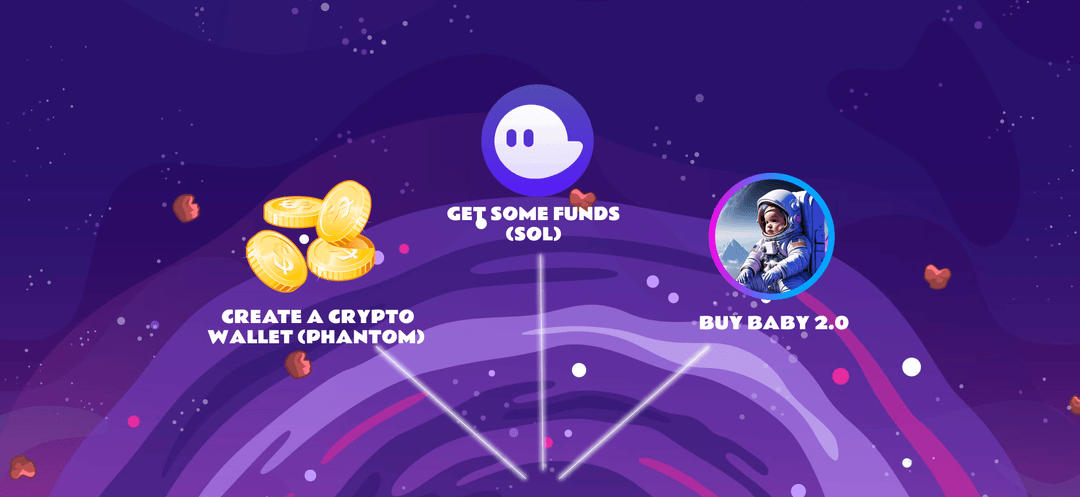 GET SOME FUNDS
(SOL)
CREATE A CRYPTO
WALLET (PHANTOM)
BUY BABY 2.0